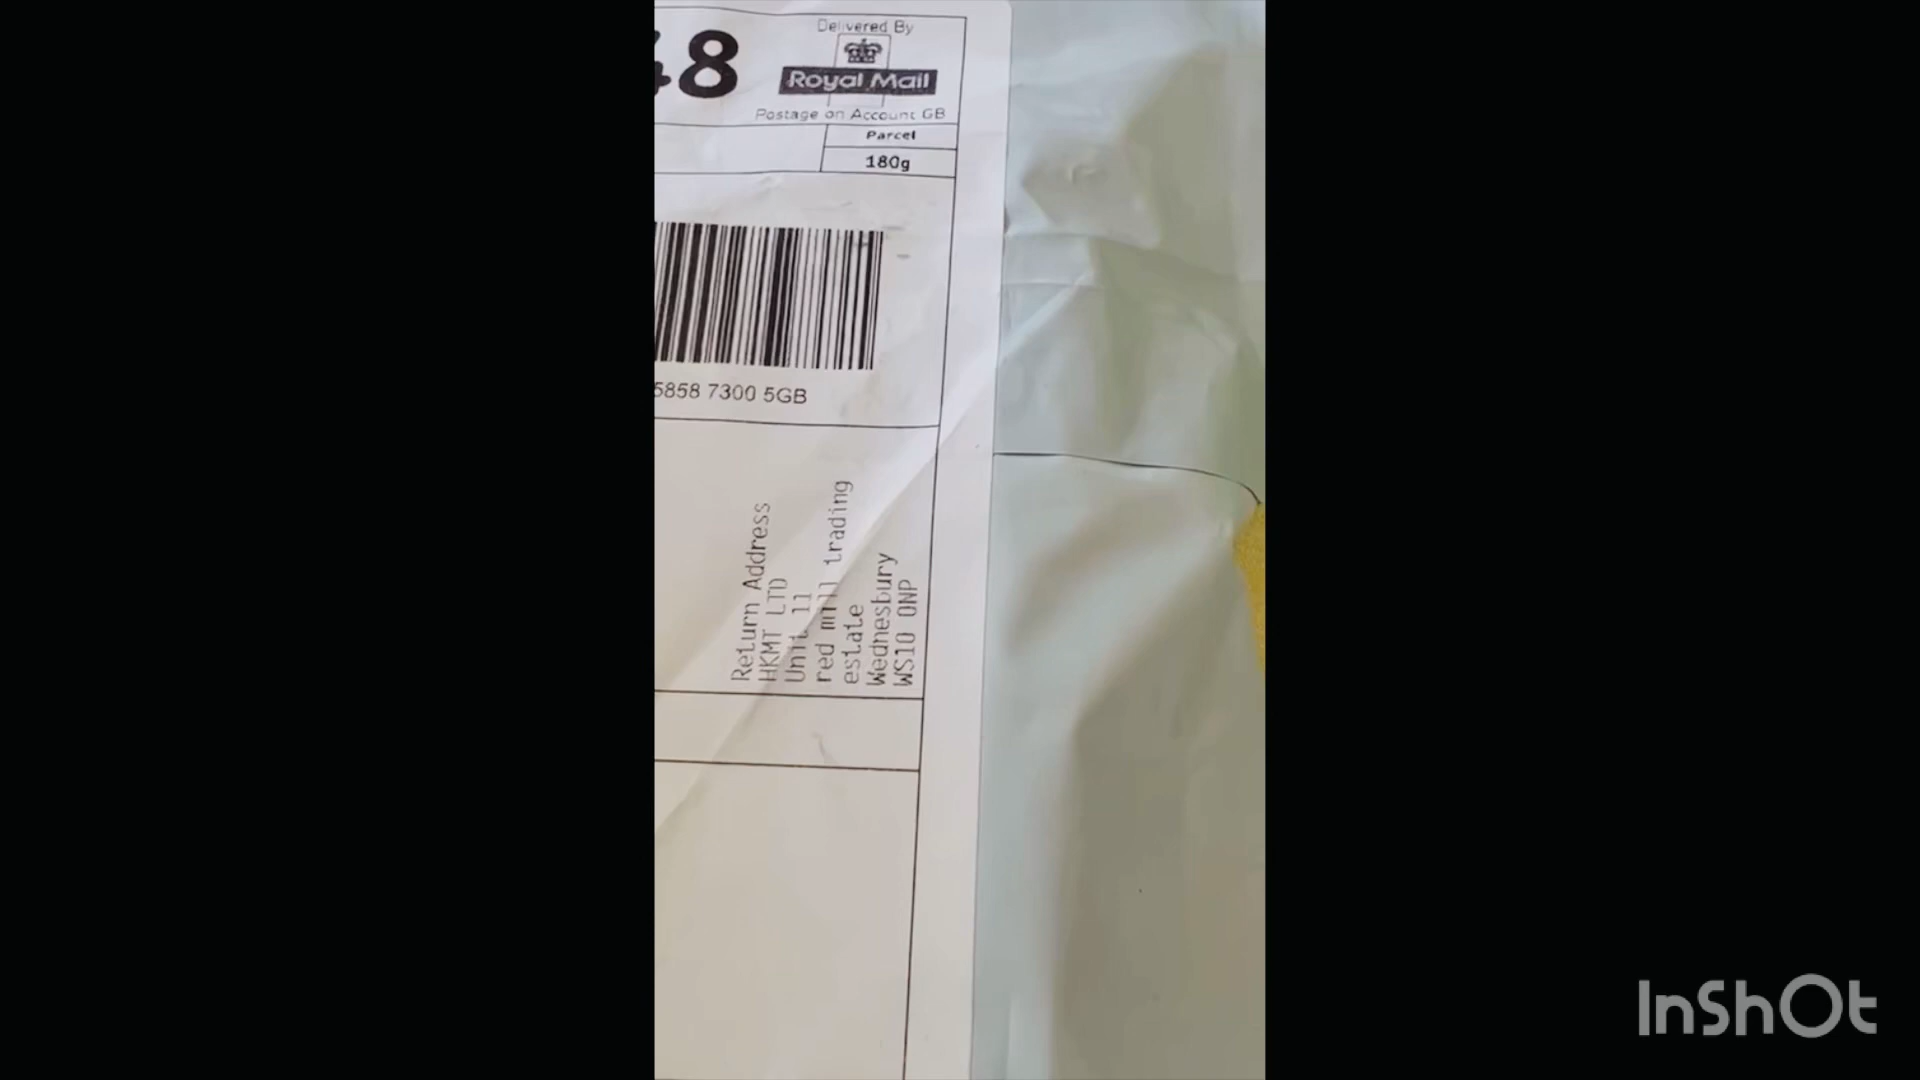 48
Delivered By
Royal Mail
Postage on Account GB
Parcel
180g
5858 7300 5GB
Return Address
HKMT LTD
Unit 11
red mill trading
estate
Wednesbury
WS10 0NP
InShOt